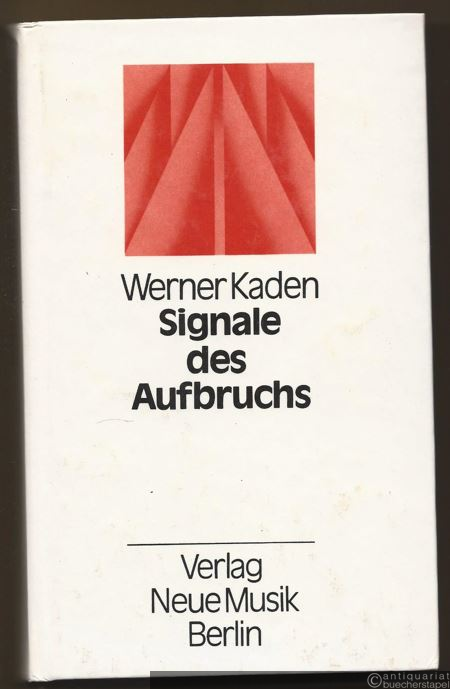 Werner Kaden
Signale
des
Aufbruchs
Verlag
Neue Musik
Berlin
©antiquariat
buecherstapel